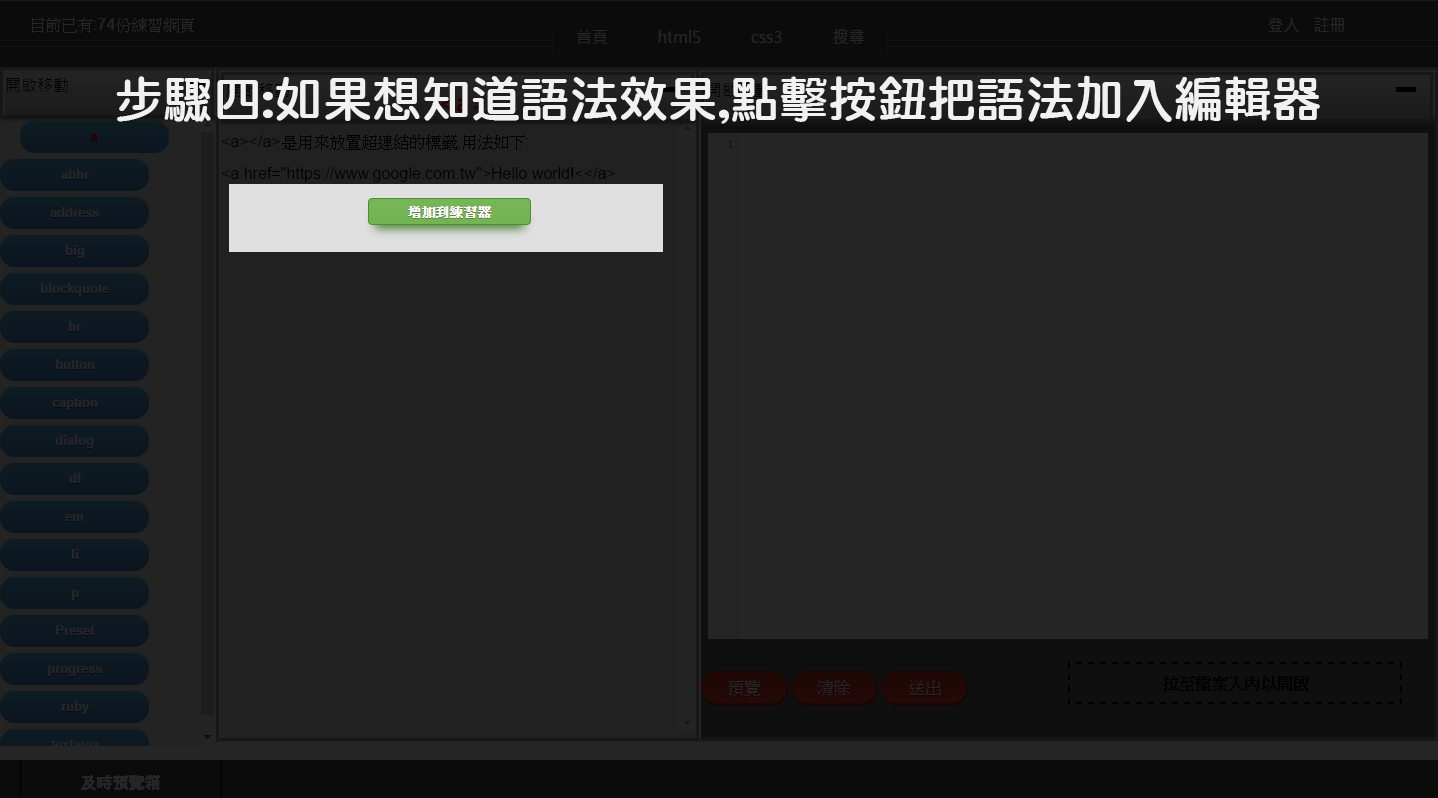 目前已有:74份練習網頁
首頁 html5 css3 搜尋
登入 註冊
開啟移動
步驟四:如果想知道語法效果,點擊按鈕把語法加入編輯器
a
abbr
address
big
blockquote
br
button
caption
dialog
dl
em
li
p
Preset
progress
ruby
textarea
<a></a>是用來放置超連結的標籤,用法如下:
<a href="https://www.google.com.tw">Hello world!<</a>
增加到練習器
1
預覽 清除 送出
拉至檔案入內以開啟
及時預覽箱